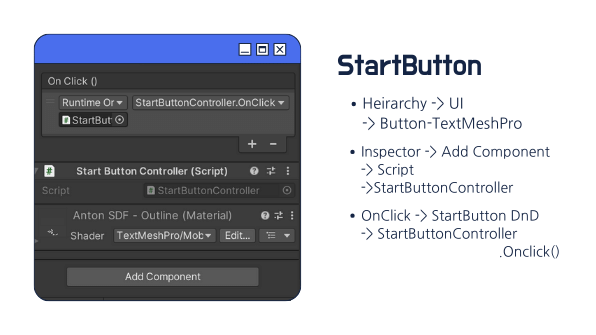 On Click ()
Runtime Or
StartButtonController.OnClick
StartBut
Start Button Controller (Script)
Script
StartButtonController
Anton SDF - Outline (Material)
Shader
TextMeshPro/Mob
Edit...
Add Component
StartButton
• Heirarchy -> UI
-> Button-TextMeshPro
• Inspector -> Add Component
-> Script
->StartButtonController
• OnClick -> StartButton DnD
-> StartButtonController
.Onclick()